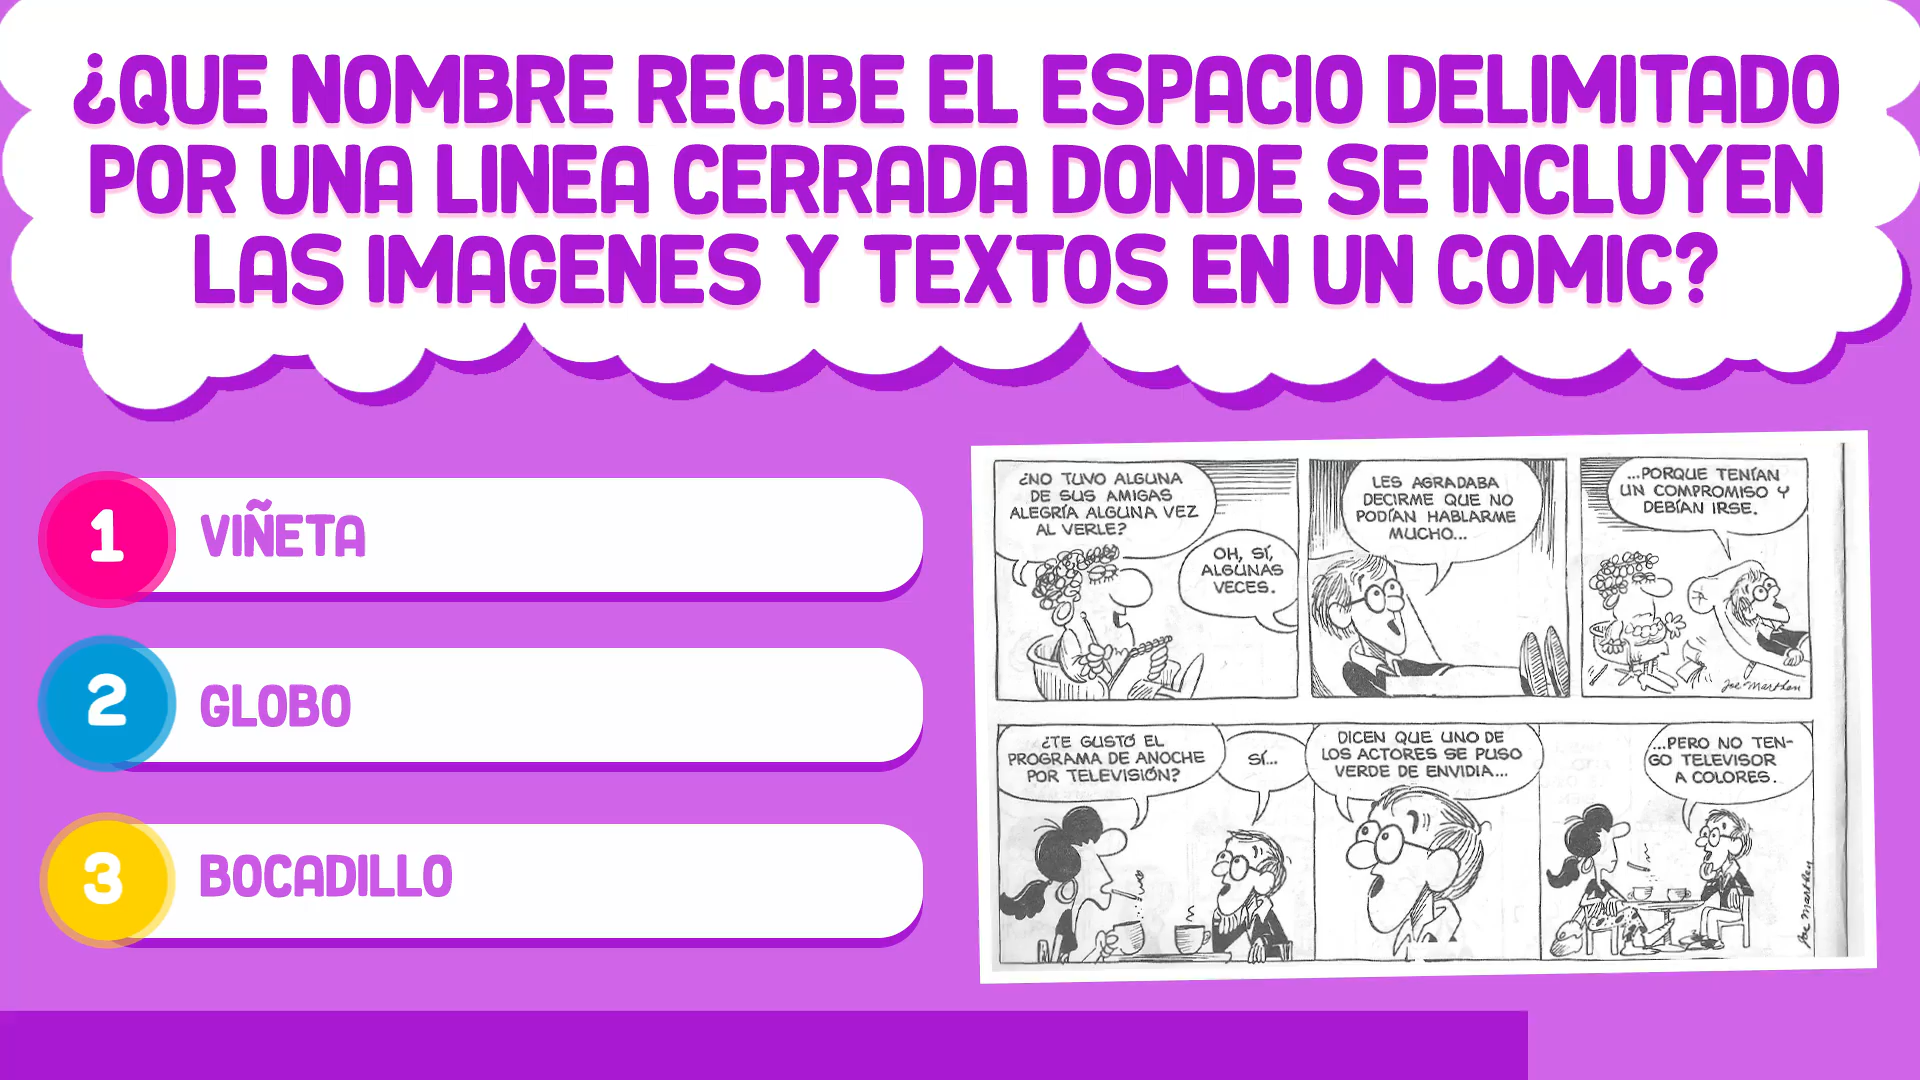 ¿QUE NOMBRE RECIBE EL ESPACIO DELIMITADO
POR UNA LINEA CERRADA DONDE SE INCLUYEN
LAS IMAGENES Y TEXTOS EN UN COMIC?
1
VIÑETA
2
GLOBO
3
BOCADILLO
¿NO TUVO ALGUNA
DE SUS AMIGAS
ALEGRÍA ALGUNA VEZ
AL VERLE?
OH, SÍ,
ALGUNAS
VECES.
LES AGRADABA
DECIRME QUE NO
PODÍAN HABLARME
MUCHO...
...PORQUE TENÍAN
UN COMPROMISO Y
DEBÍAN IRSE.
Joe Marthen
¿TE GUSTÓ EL
PROGRAMA DE ANOCHE
POR TELEVISIÓN?
SÍ...
DICEN QUE UNO DE
LOS ACTORES SE PUSO
VERDE DE ENVIDIA...
...PERO NO TEN-
GO TELEVISOR
A COLORES.
Joe Marthen